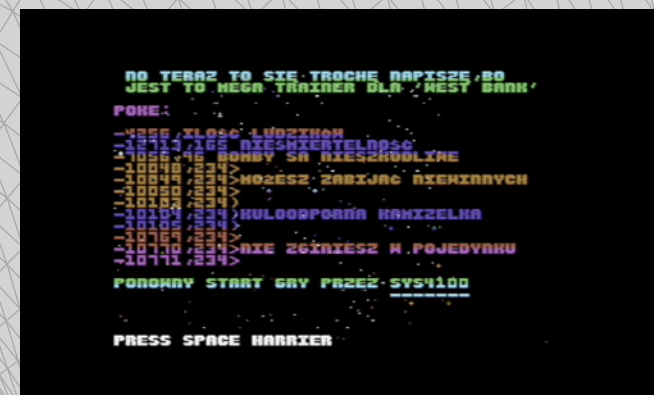 NO TERAZ TO SIE TROCHE NAPISZE,BO
JEST TO MEGA TRAINER DLA 'WEST BANK'
POKE:
-4256,ILOSC LUDZIKOW
-12713,165 NIESMIERTELNOSC
-9056,96 BOMBY SA NIESZKODLIWE
-10048,234>
-10049,234>MOZESZ ZABIJAC NIEWINNYCH
-10050,234>
-10103,234>
-10104,234>KULOODPORNA KAMIZELKA
-10105,234>
-10769,234>
-10770,234>NIE ZGINIESZ W POJEDYNKU
-10771,234>
PONOWNY START GRY PRZEZ SYS4100
PRESS SPACE HARRIER